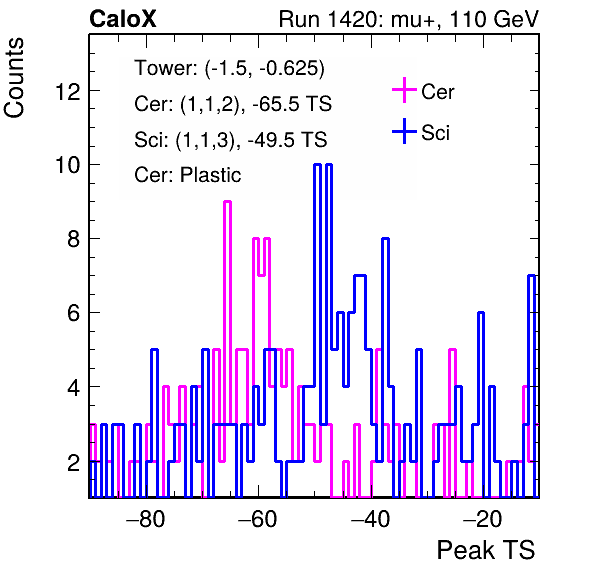 CaloX
Run 1420: mu+, 110 GeV
Counts
Tower: (-1.5, -0.625)
Cer: (1,1,2), -65.5 TS
Sci: (1,1,3), -49.5 TS
Cer: Plastic
Cer
Sci
12
10
8
6
4
2
−80
−60
−40
−20
Peak TS